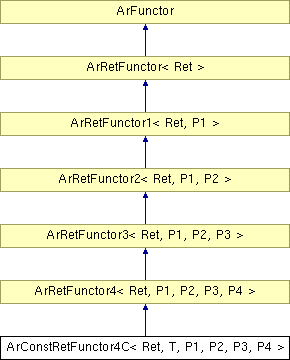 ArFunctor
ArRetFunctor< Ret >
ArRetFunctor1< Ret, P1 >
ArRetFunctor2< Ret, P1, P2 >
ArRetFunctor3< Ret, P1, P2, P3 >
ArRetFunctor4< Ret, P1, P2, P3, P4 >
ArConstRetFunctor4C< Ret, T, P1, P2, P3, P4 >